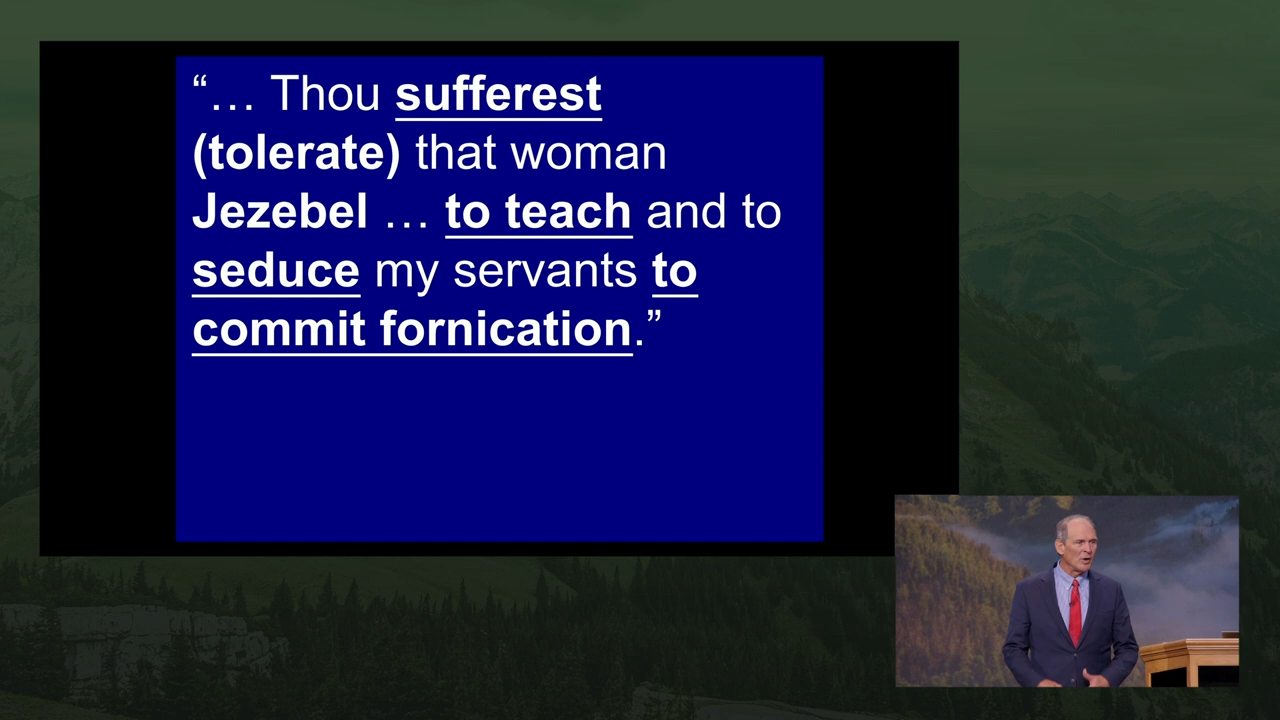 “… Thou sufferest
(tolerate) that woman
Jezebel … to teach and to
seduce my servants to
commit fornication.”